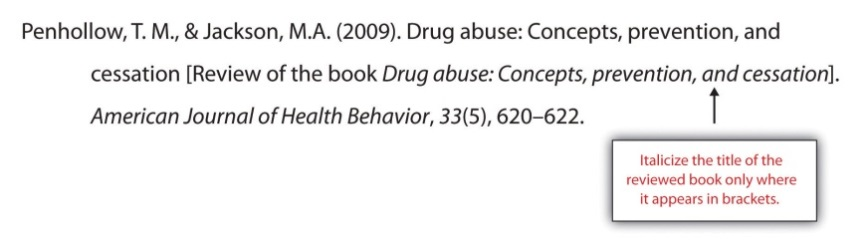 Penhollow, T. M., & Jackson, M.A. (2009). Drug abuse: Concepts, prevention, and
cessation [Review of the book Drug abuse: Concepts, prevention, and cessation].
American Journal of Health Behavior, 33(5), 620–622.
Italicize the title of the
reviewed book only where
it appears in brackets.